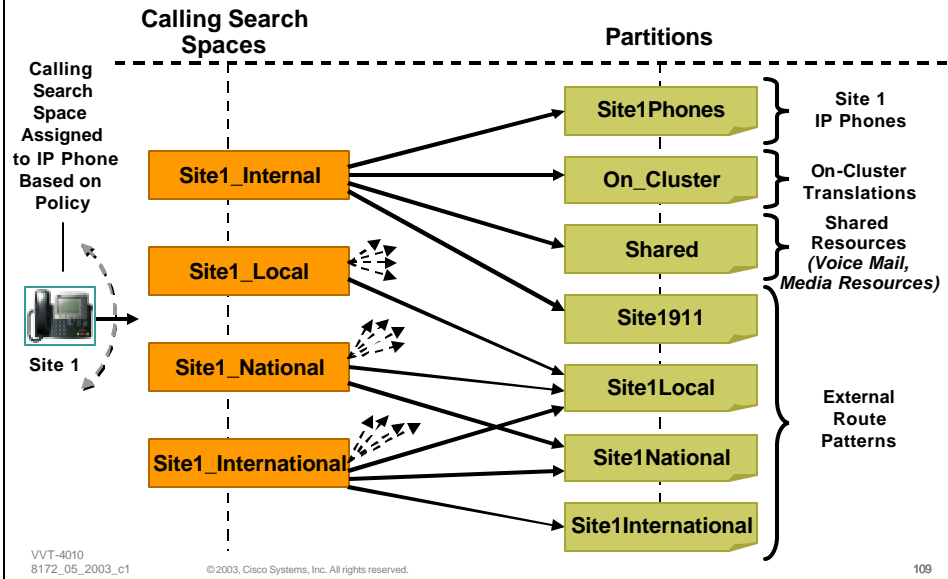 Calling Search
Spaces
Partitions
Calling
Search
Space
Assigned
to IP Phone
Based on
Policy
Site 1
Site1_Internal
Site1_Local
Site1_National
Site1_International
Site1Phones
On_Cluster
Shared
Site1911
Site1Local
Site1National
Site1International
Site 1
IP Phones
On-Cluster
Translations
Shared
Resources
(Voice Mail,
Media Resources)
External
Route
Patterns
VVT-4010
8172_05_2003_c1
© 2003, Cisco Systems, Inc. All rights reserved.
109